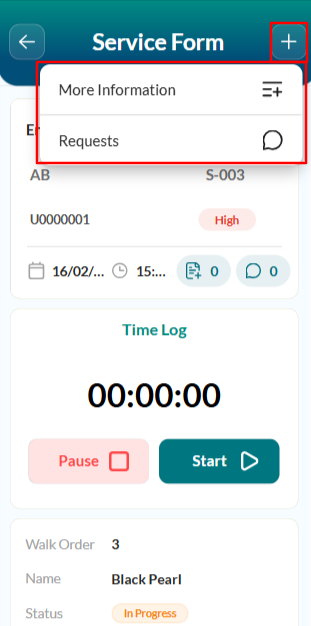 Service Form
More Information
Requests
AB S-003
U0000001 High
16/02/... 15:... 0 0
Time Log
00:00:00
Pause Start
Walk Order 3
Name Black Pearl
Status In Progress